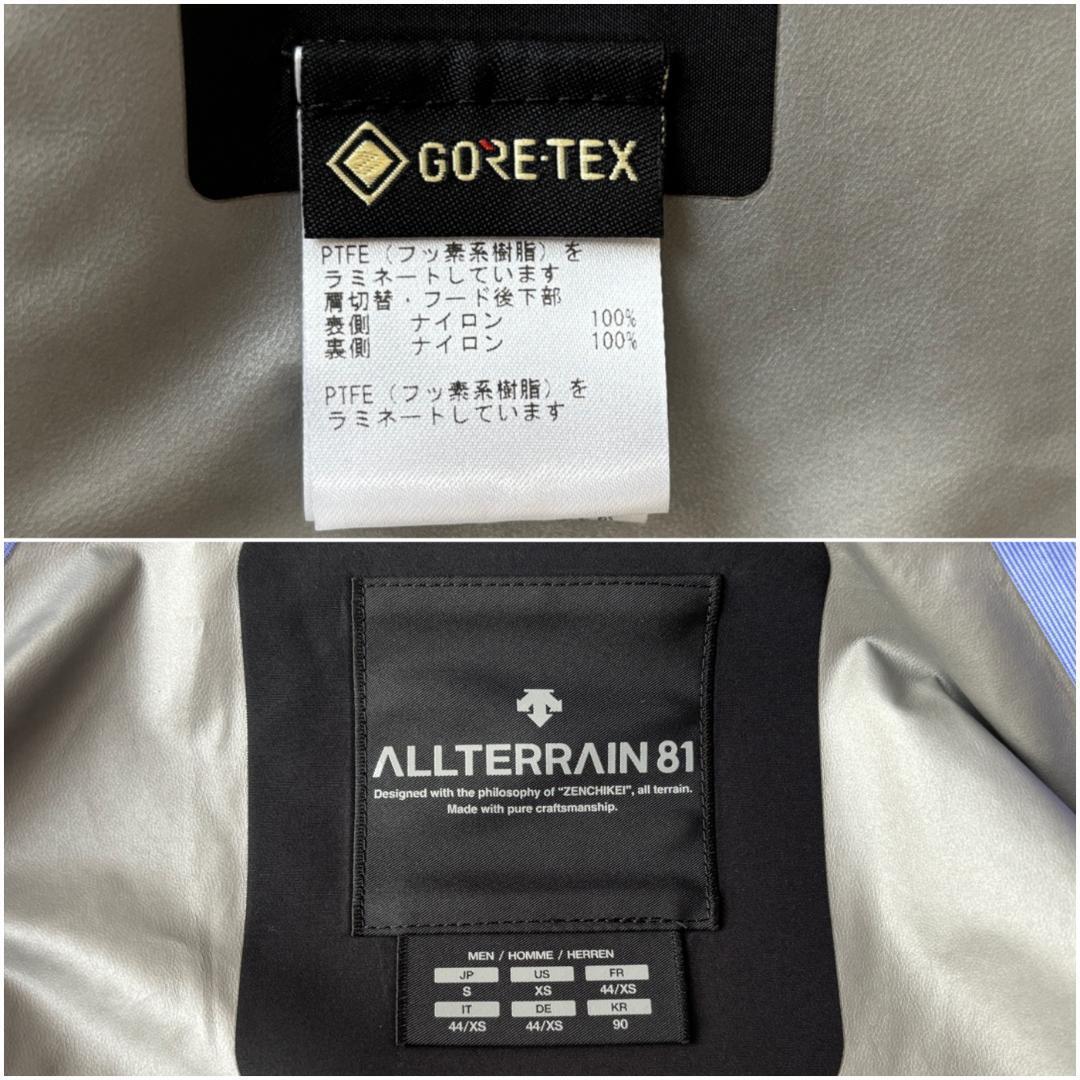 GORE-TEX
PTFE（フッ素系樹脂）を
ラミネートしています
肩切替・フード後下部
表側　ナイロン　100%
裏側　ナイロン　100%
PTFE（フッ素系樹脂）を
ラミネートしています
ALLTERRAIN 81
Designed with the philosophy of "ZENCHIKEI", all terrain.
Made with pure craftsmanship.
MEN / HOMME / HERREN
JP US FR
S XS 44/XS
IT DE KR
44/XS 44/XS 90